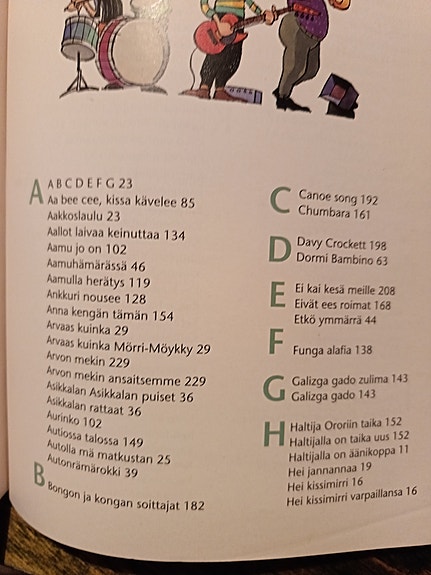 A
A B C D E F G 23
Aa bee cee, kissa kävelee 85
Aakkoslaulu 23
Aallot laivaa keinuttaa 134
Aamu jo on 102
Aamuhämärässä 46
Aamulla herätys 119
Ankkuri nousee 128
Anna kengän tämän 154
Arvaas kuinka 29
Arvaas kuinka Mörri-Möykky 29
Arvon mekin 229
Arvon mekin ansaitsemme 229
Asikkalan Asikkalan puiset 36
Asikkalan rattaat 36
Aurinko 102
Autiossa talossa 149
Autolla mä matkustan 25
Autonrämärokki 39
B
Bongon ja kongan soittajat 182
C
Canoe song 192
Chumbara 161
D
Davy Crockett 198
Dormi Bambino 63
E
Ei kai kesä meille 208
Eivät ees roimat 168
Etkö ymmärrä 44
F
Funga alafia 138
G
Galizga gado zulima 143
Galizga gado 143
H
Haltija Ororiin taika 152
Haltijalla on taika uus 152
Haltijalla on äänikoppa 11
Hei jannannaa 19
Hei kissimirri 16
Hei kissimirri varpaillansa 16